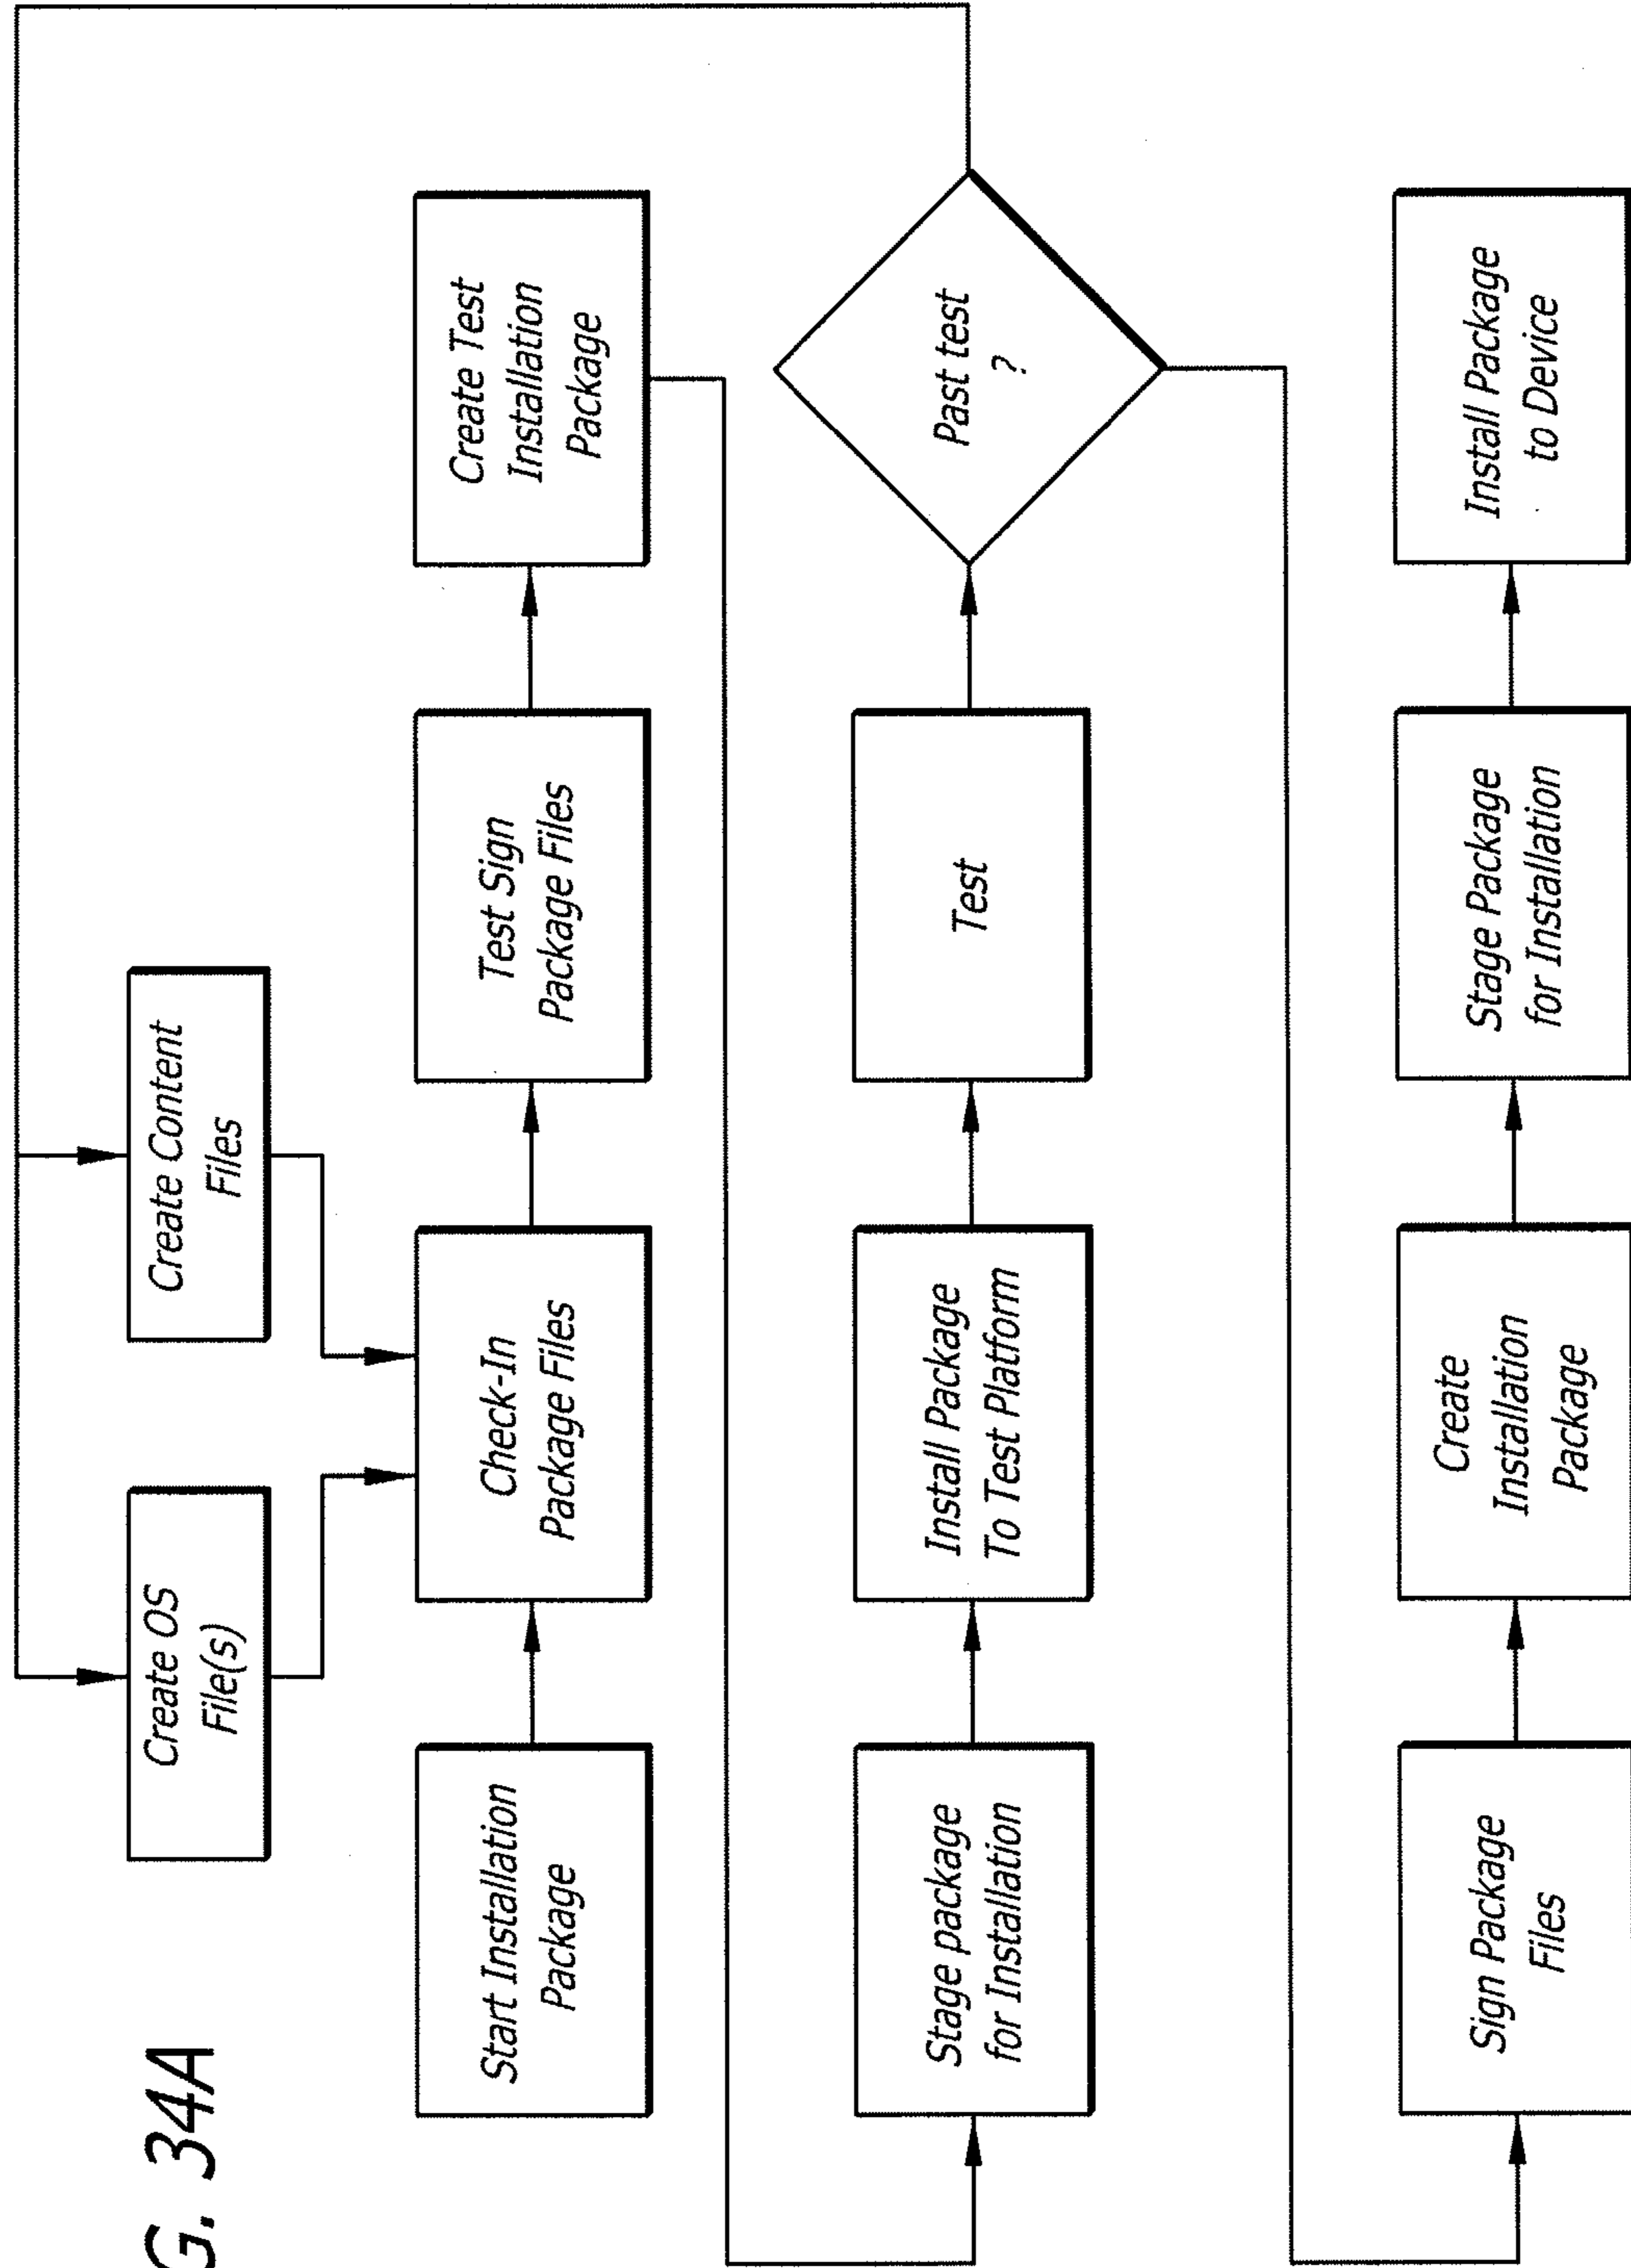 G. 34A
Create OS
File(s)
Create Content
Files
Start Installation
Package
Check-In
Package Files
Test Sign
Package Files
Create Test
Installation
Package
Stage package
for Installation
Install Package
To Test Platform
Test
Past test
?
Sign Package
Files
Create
Installation
Package
Stage Package
for Installation
Install Package
to Device